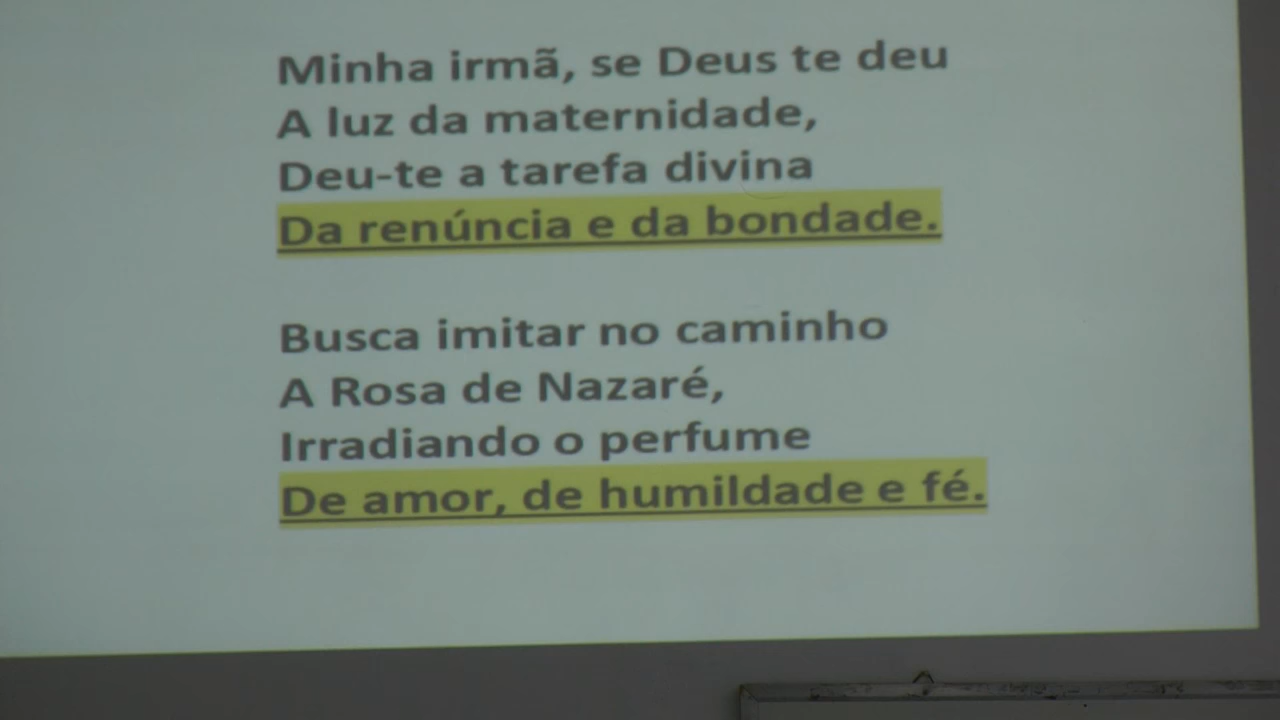 Minha irmã, se Deus te deu
A luz da maternidade,
Deu-te a tarefa divina
Da renúncia e da bondade.
Busca imitar no caminho
A Rosa de Nazaré,
Irradiando o perfume
De amor, de humildade e fé.